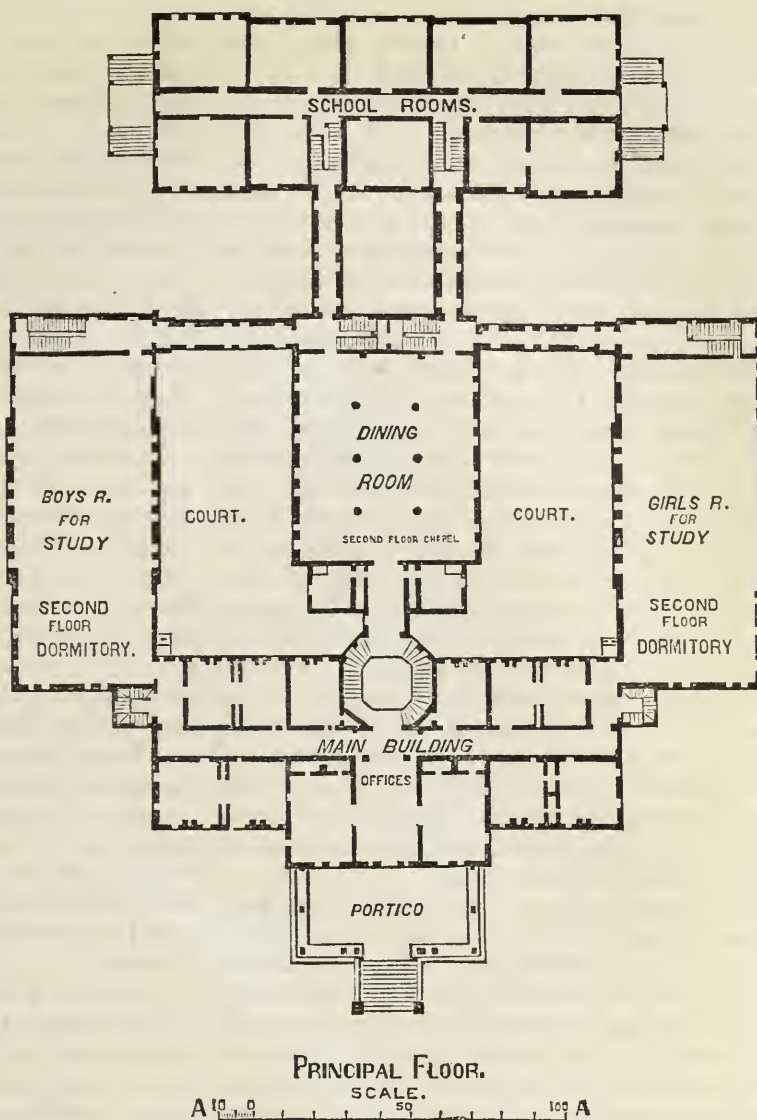 SCHOOL ROOMS.
DINING
ROOM
SECOND FLOOR CHAPEL
BOYS R.
FOR
STUDY
SECOND
FLOOR
DORMITORY.
COURT.
COURT.
GIRLS R.
FOR
STUDY
SECOND
FLOOR
DORMITORY
MAIN BUILDING
OFFICES
PORTICO
PRINCIPAL FLOOR.
SCALE.
A 10 0 50 100 A